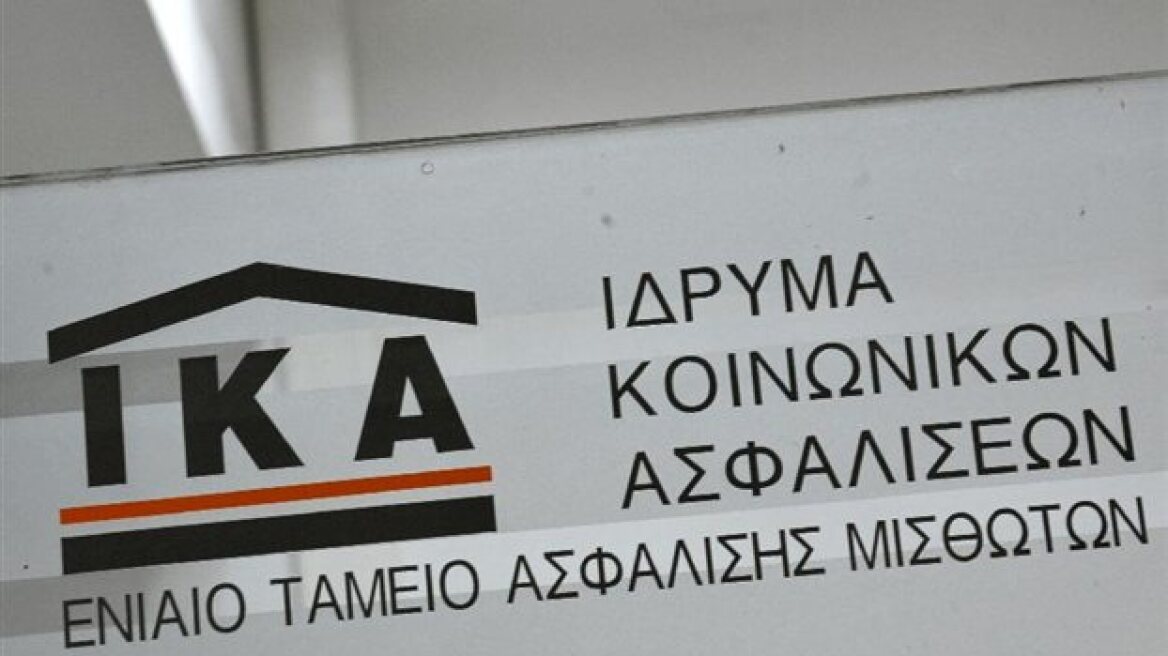 ΙΚΑ
ΙΔΡΥΜΑ
ΚΟΙΝΩΝΙΚΩΝ
ΑΣΦΑΛΙΣΕΩΝ
ΕΝΙΑΙΟ ΤΑΜΕΙΟ ΑΣΦΑΛΙΣΗΣ ΜΙΣΘΩΤΩΝ